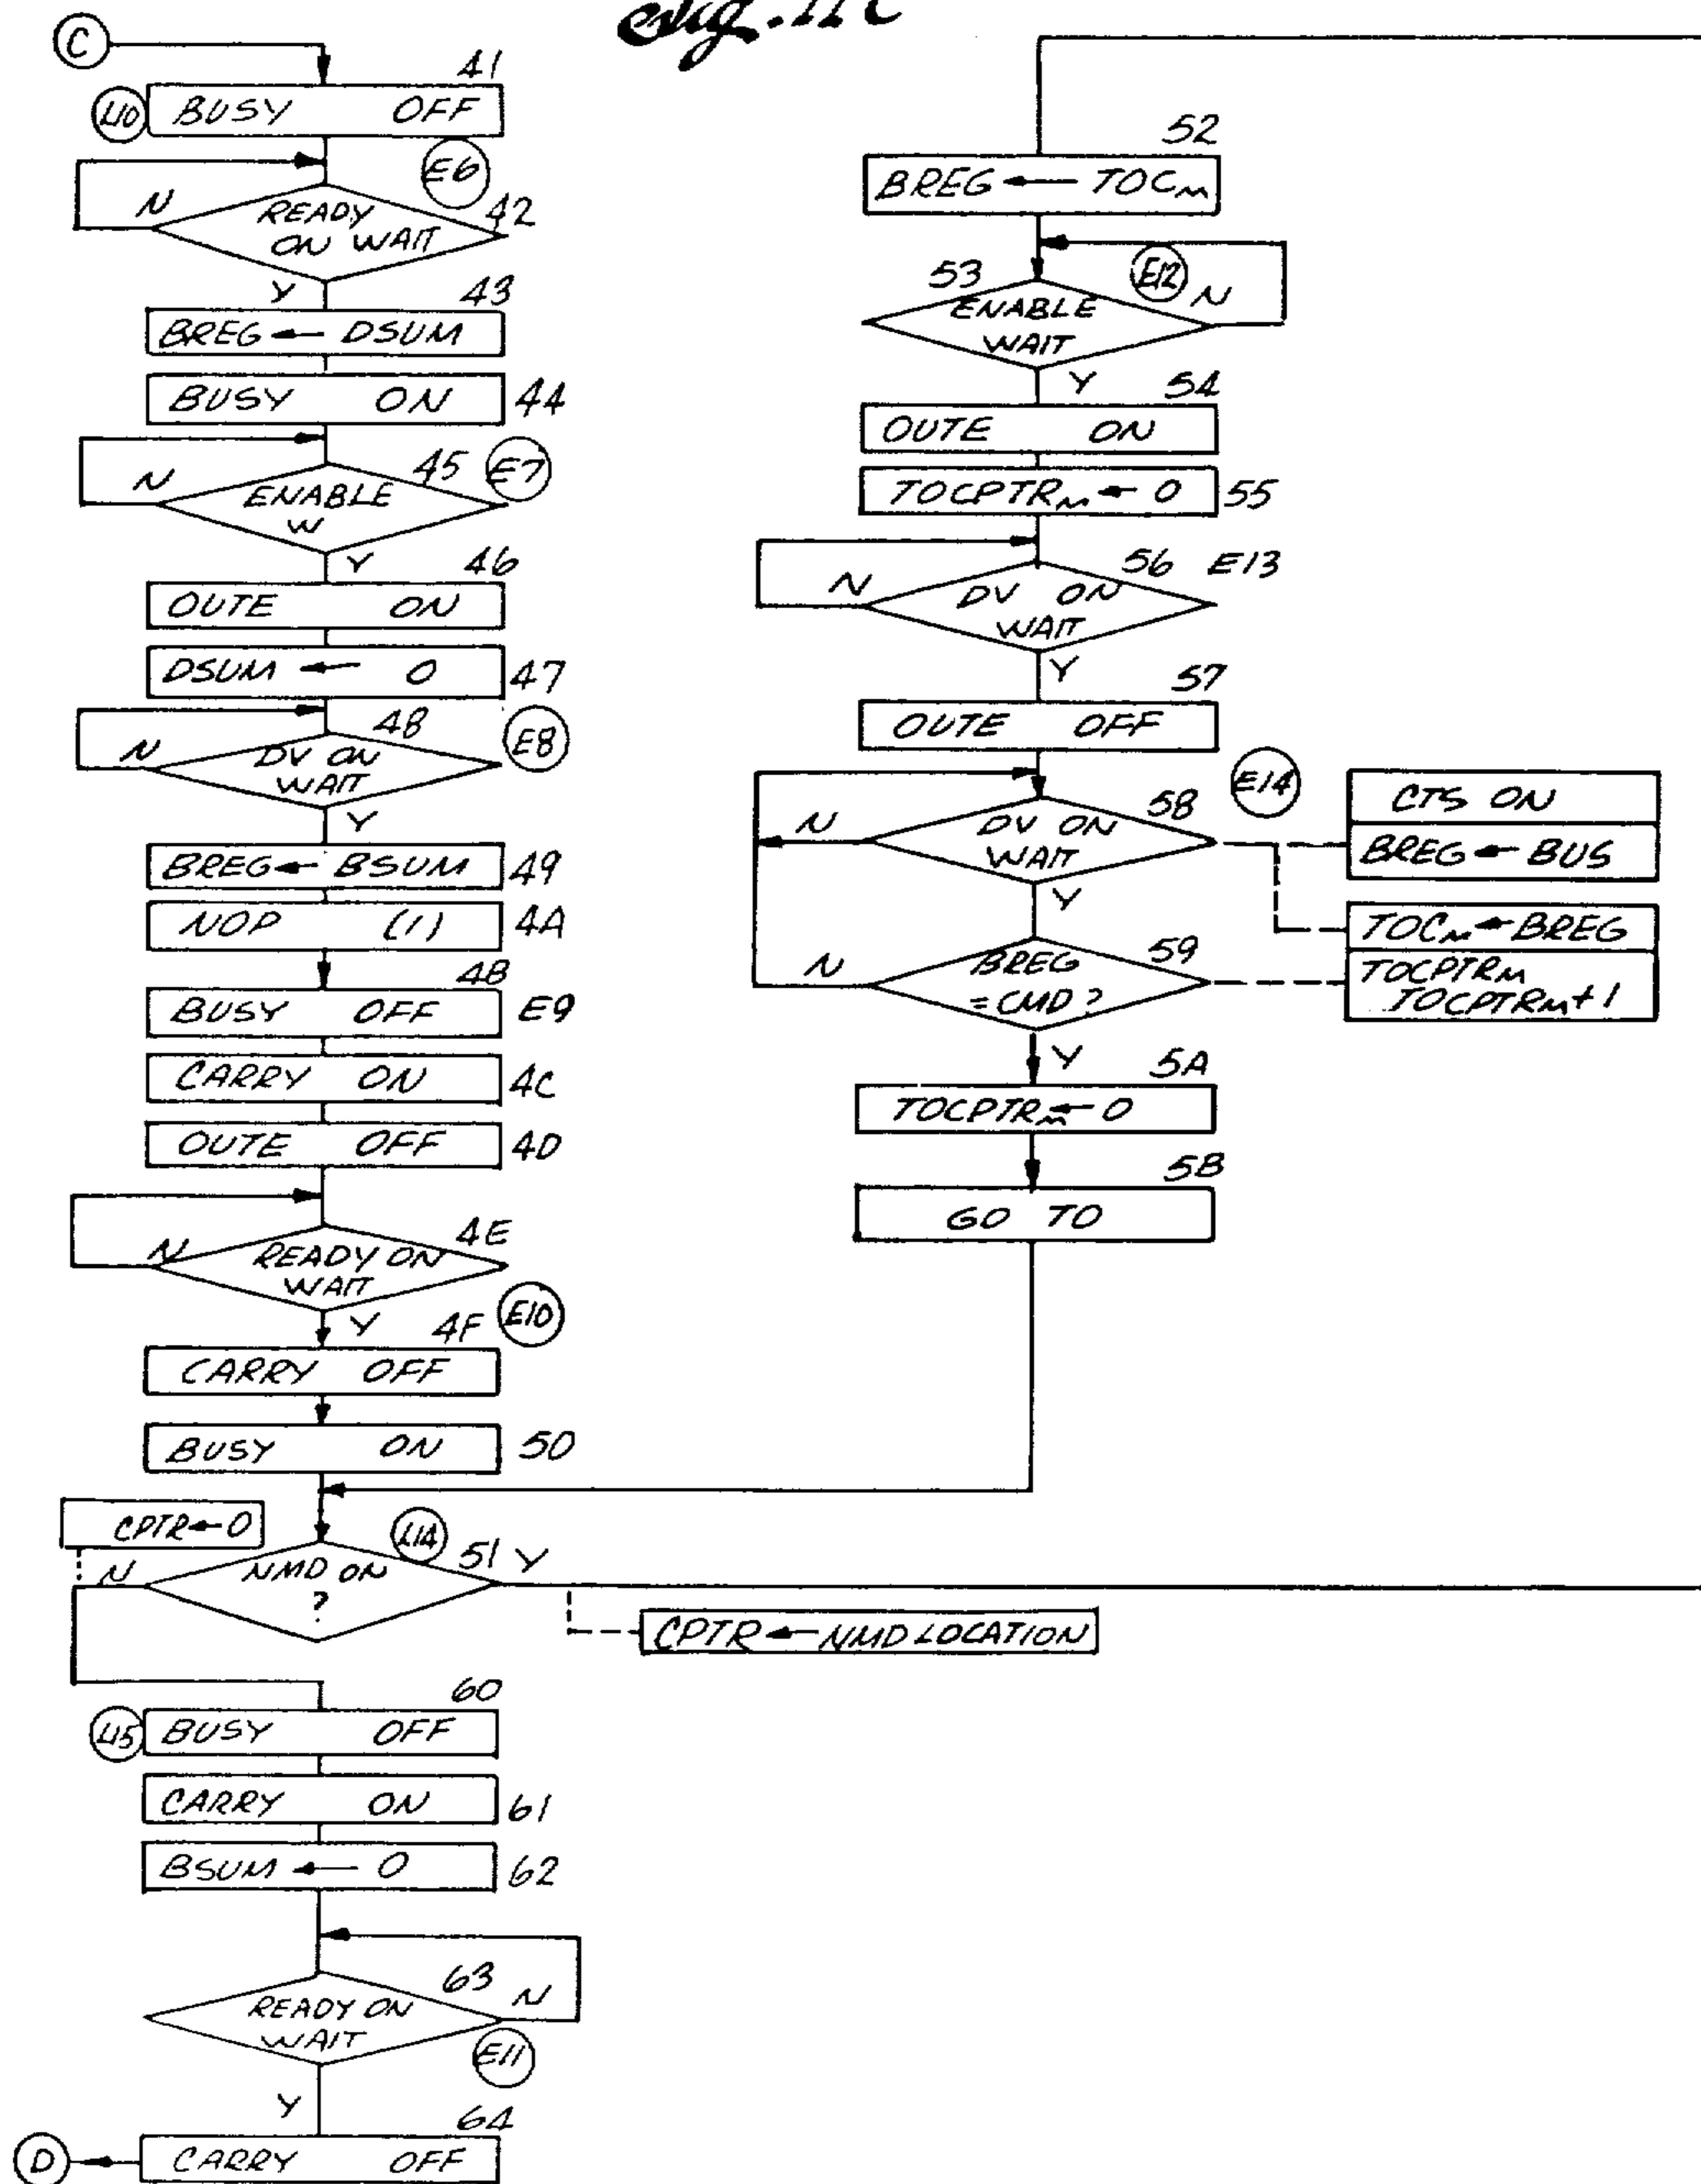 Fig. 11C
C
41
L10
BUSY OFF
E6
N
READY
ON WAIT
42
Y
43
BREG ← DSUM
BUSY ON
44
45
E7
N
ENABLE
W
Y
46
OUTE ON
DSUM ← 0
47
48
E8
N
DV ON
WAIT
Y
BREG ← BSUM
49
NOP (1)
4A
4B
BUSY OFF
E9
CARRY ON
4C
OUTE OFF
4D
4E
N
READY ON
WAIT
E10
Y
4F
CARRY OFF
BUSY ON
50
CPTR ← 0
L14
51
Y
N
NMD ON
?
CPTR ← NMD LOCATION
60
L15
BUSY OFF
CARRY ON
61
BSUM ← 0
62
63
N
READY ON
WAIT
E11
Y
64
D
CARRY OFF
52
BREG ← TOCM
53
E12
N
ENABLE
WAIT
Y
54
OUTE ON
TOCPTRM ← 0
55
56
E13
N
DV ON
WAIT
Y
57
OUTE OFF
E14
58
N
DV ON
WAIT
CTS ON
BREG ← BUS
Y
TOCM ← BREG
59
N
BREG
= CMD ?
TOCPTRM
TOCPTRM+1
Y
5A
TOCPTRM ← 0
5B
GO TO